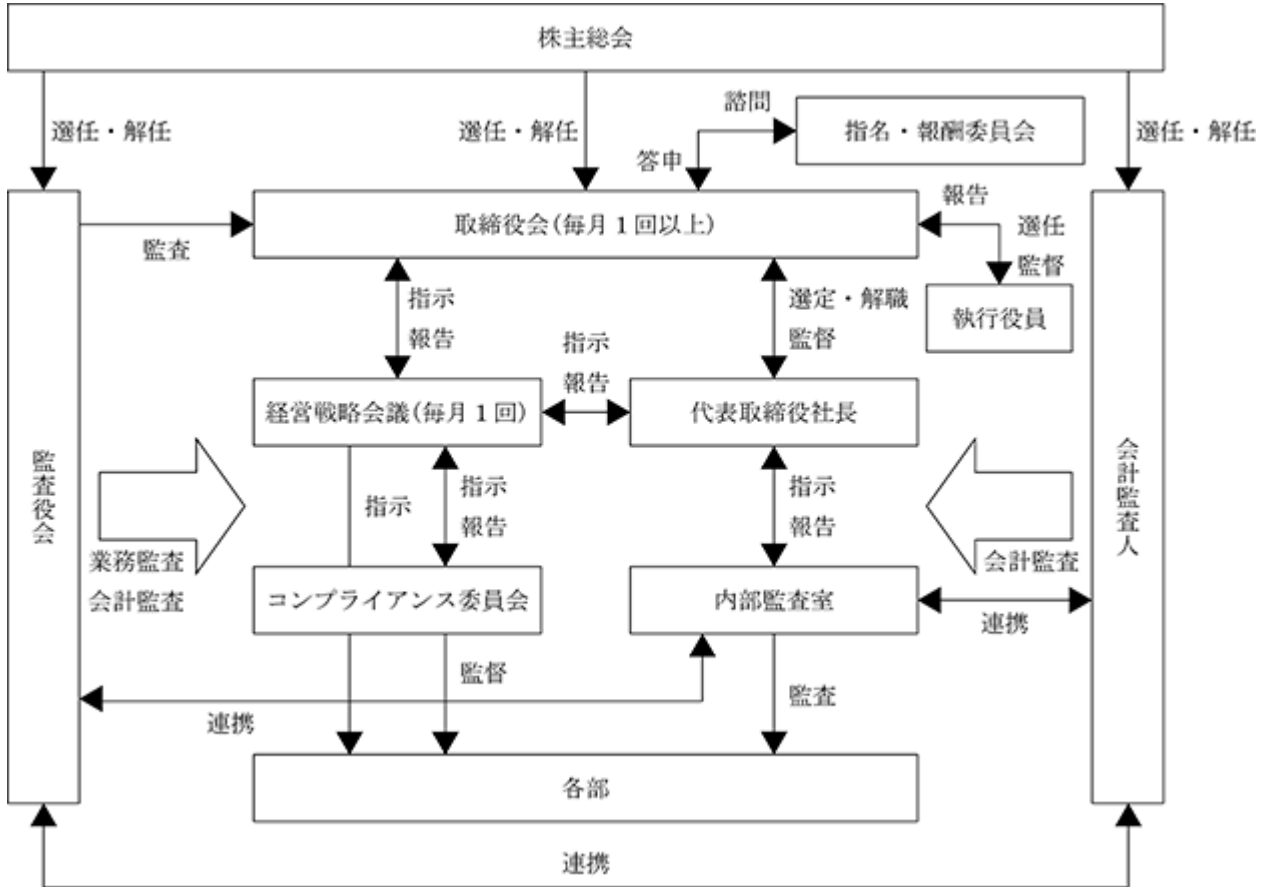 株主総会
選任・解任
選任・解任
諮問
指名・報酬委員会
選任・解任
答申
取締役会(毎月1回以上)
報告
選任
監督
監査
執行役員
指示
報告
選定・解職
監督
指示
報告
経営戦略会議(毎月1回)
代表取締役社長
監査役会
会計監査人
指示
指示
報告
指示
報告
業務監査
会計監査
会計監査
コンプライアンス委員会
内部監査室
連携
監督
監査
連携
各部
連携